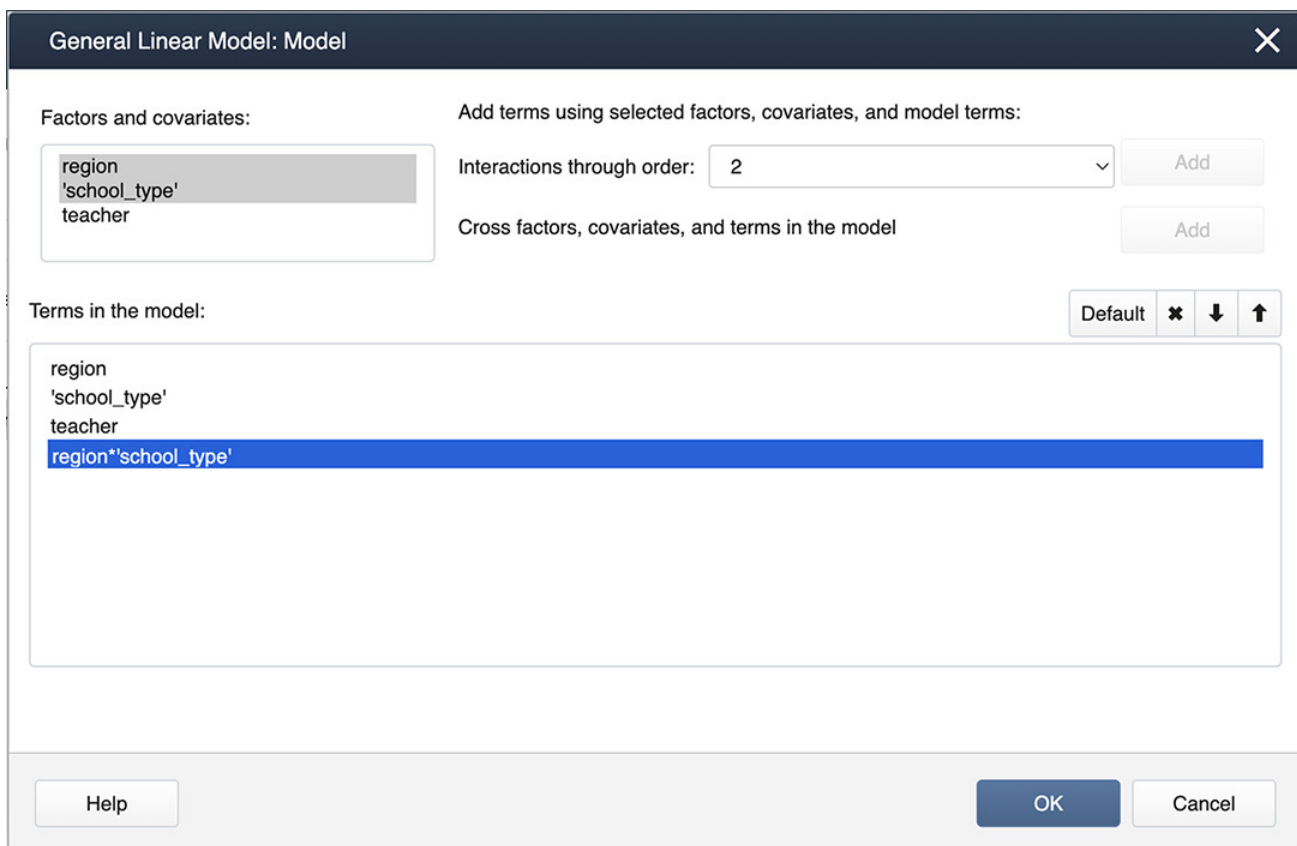 General Linear Model: Model
Factors and covariates:
region
'school_type'
teacher
Add terms using selected factors, covariates, and model terms:
Interactions through order: 2 Add
Cross factors, covariates, and terms in the model Add
Terms in the model:
Default
region
'school_type'
teacher
region*'school_type'
Help OK Cancel